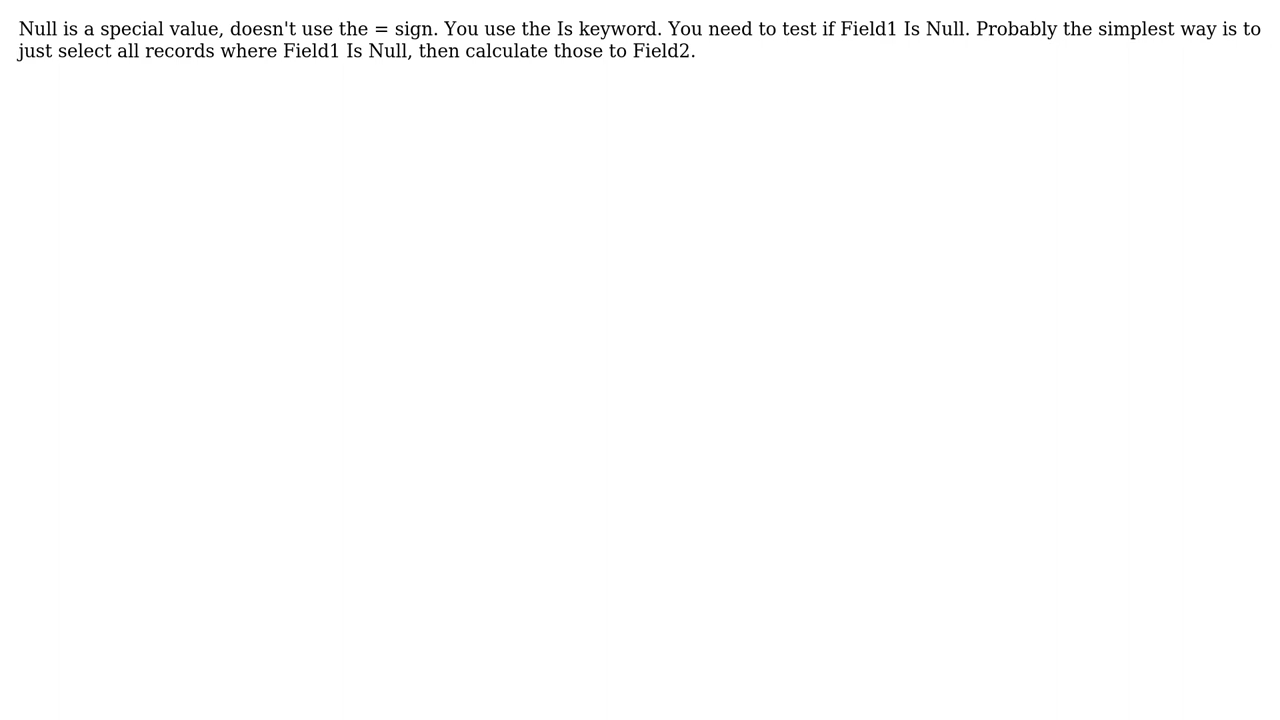 Null is a special value, doesn't use the = sign. You use the Is keyword. You need to test if Field1 Is Null. Probably the simplest way is to
just select all records where Field1 Is Null, then calculate those to Field2.